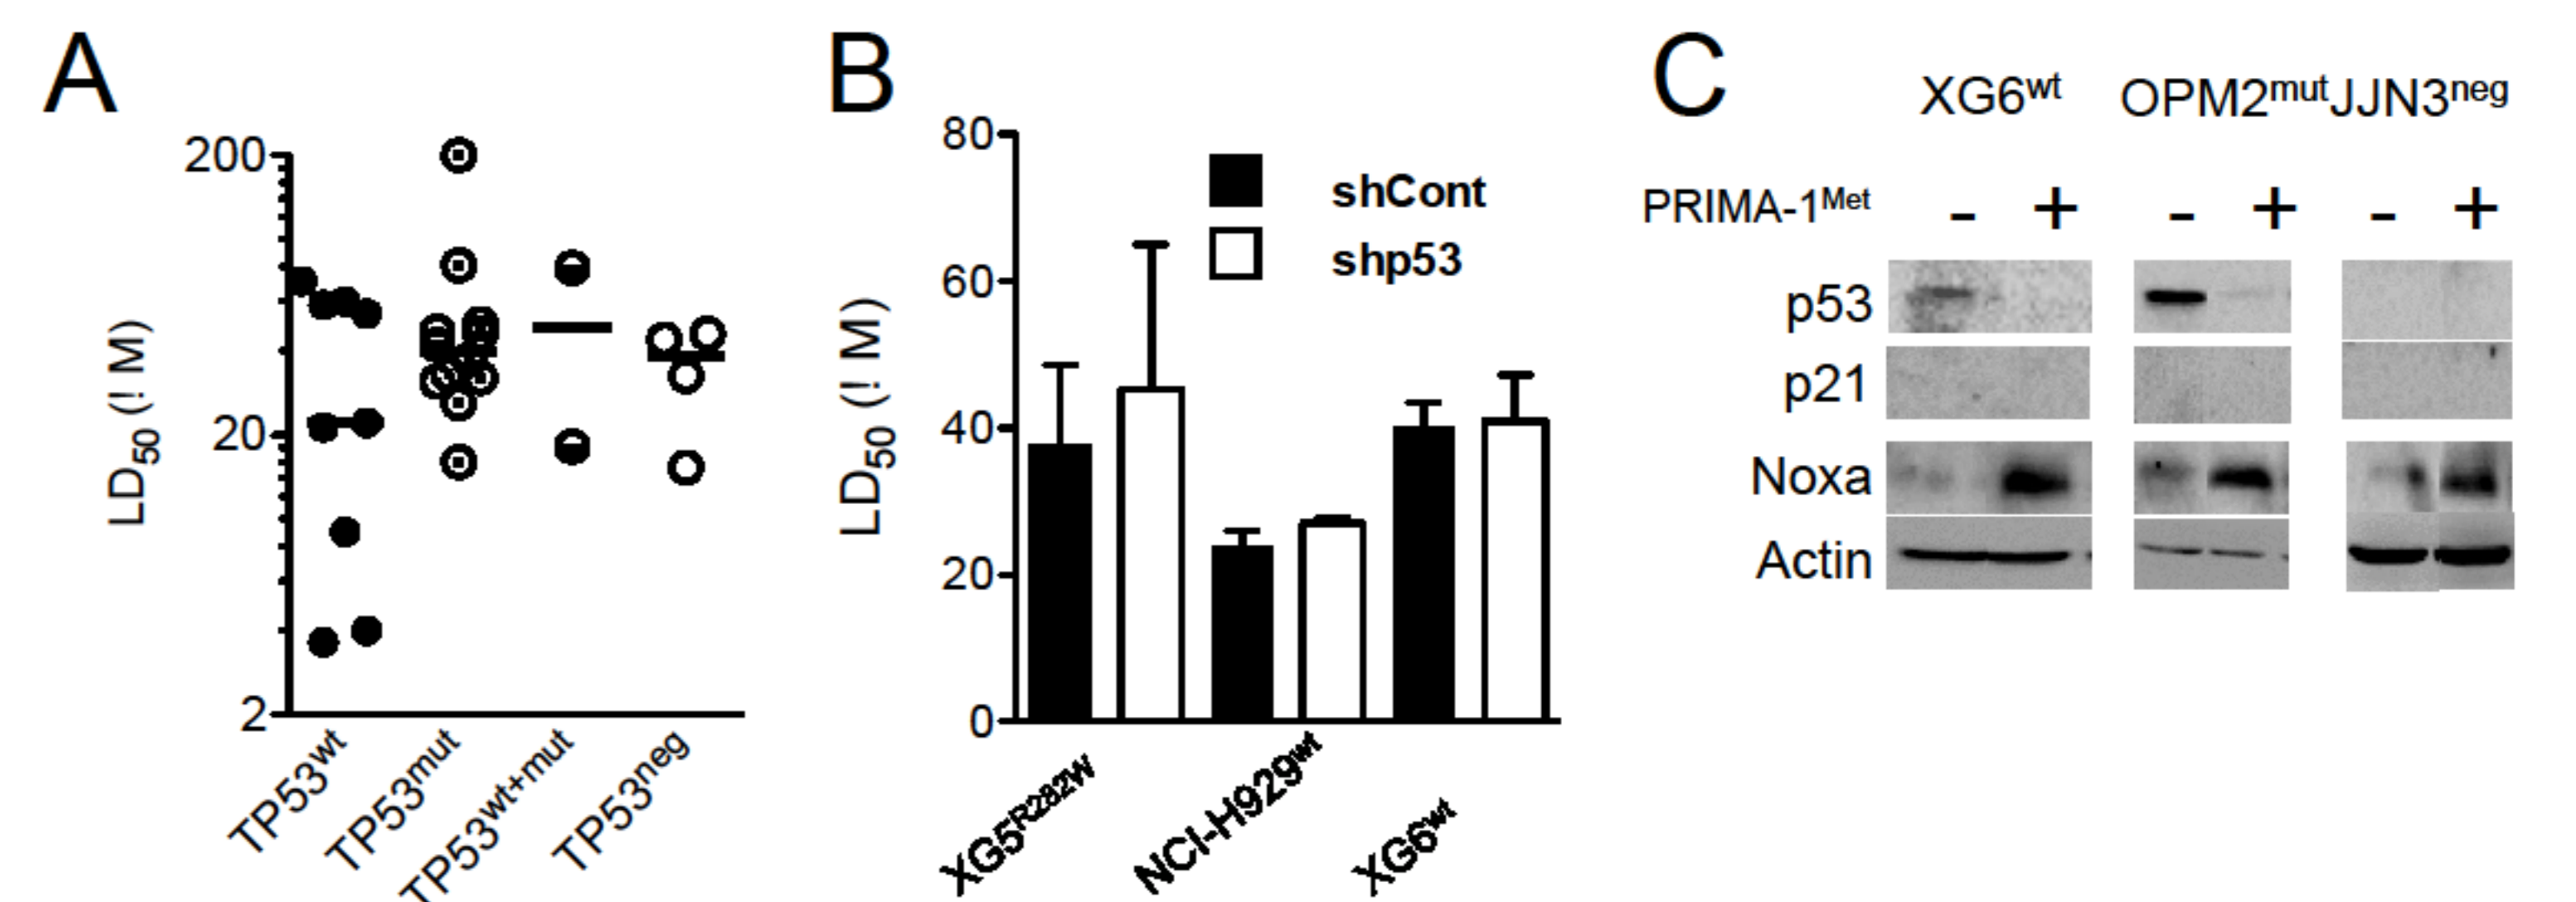 A
200
20
2
LD50 (! M)
TP53wt
TP53mut
TP53wt+mut
TP53neg
B
80
60
40
20
0
LD50 (! M)
shCont
shp53
XG5R282W
NCI-H929wt
XG6wt
C
XG6wt OPM2mut JJN3neg
PRIMA-1Met - + - + - +
p53
p21
Noxa
Actin